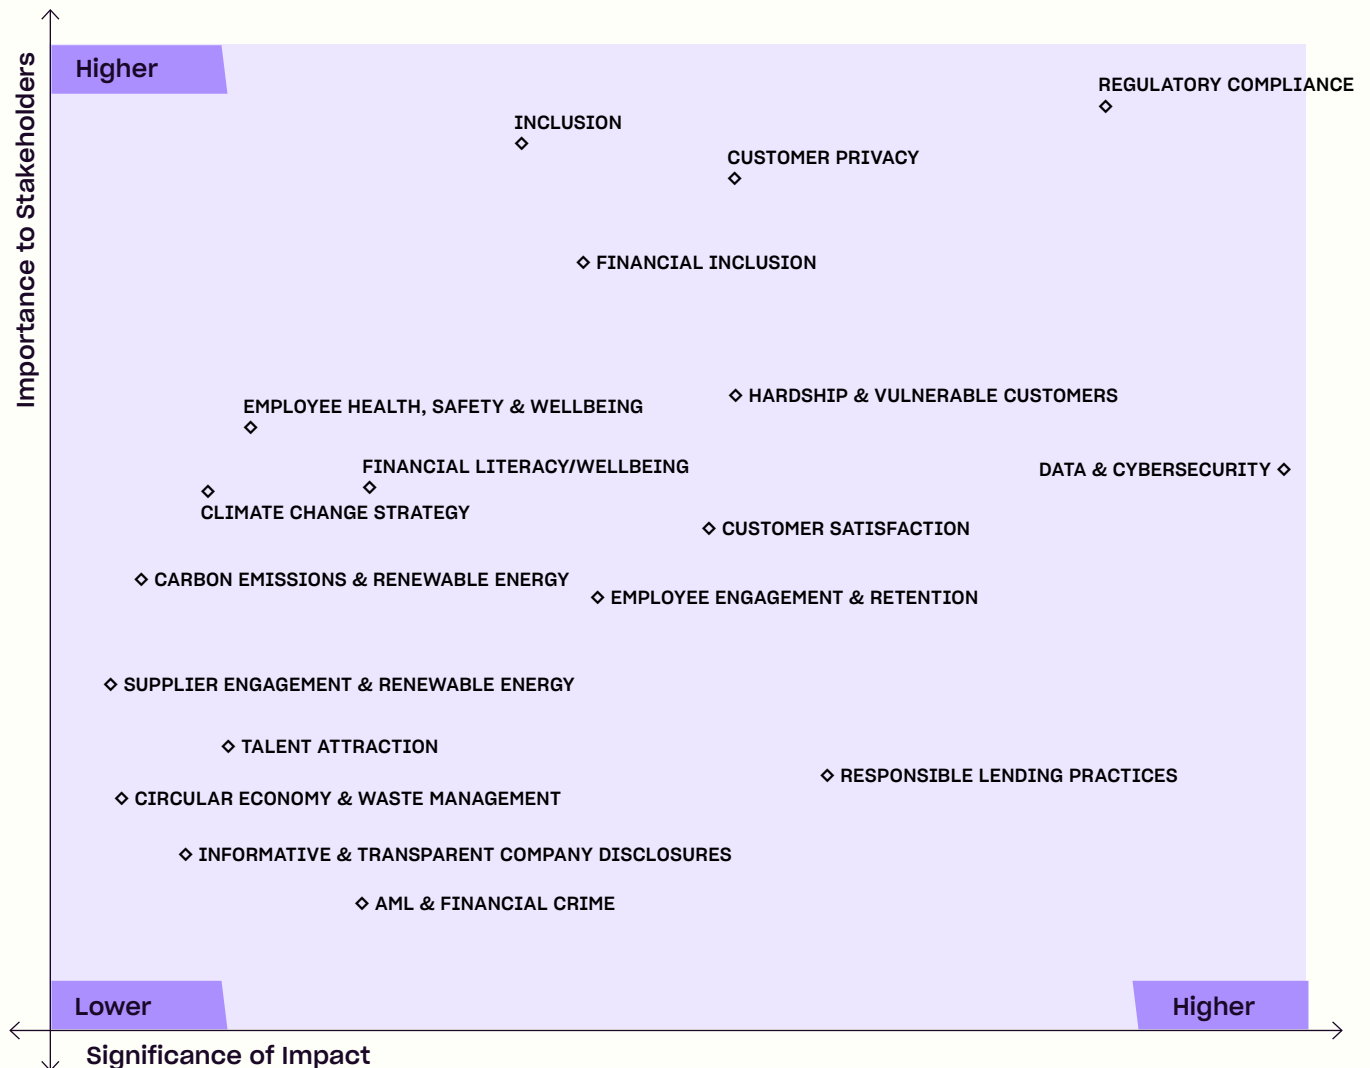 Higher
Importance to Stakeholders
REGULATORY COMPLIANCE
INCLUSION
CUSTOMER PRIVACY
FINANCIAL INCLUSION
HARDSHIP & VULNERABLE CUSTOMERS
EMPLOYEE HEALTH, SAFETY & WELLBEING
FINANCIAL LITERACY/WELLBEING
DATA & CYBERSECURITY
CLIMATE CHANGE STRATEGY
CUSTOMER SATISFACTION
CARBON EMISSIONS & RENEWABLE ENERGY
EMPLOYEE ENGAGEMENT & RETENTION
SUPPLIER ENGAGEMENT & RENEWABLE ENERGY
TALENT ATTRACTION
RESPONSIBLE LENDING PRACTICES
CIRCULAR ECONOMY & WASTE MANAGEMENT
INFORMATIVE & TRANSPARENT COMPANY DISCLOSURES
AML & FINANCIAL CRIME
Lower
Higher
Significance of Impact